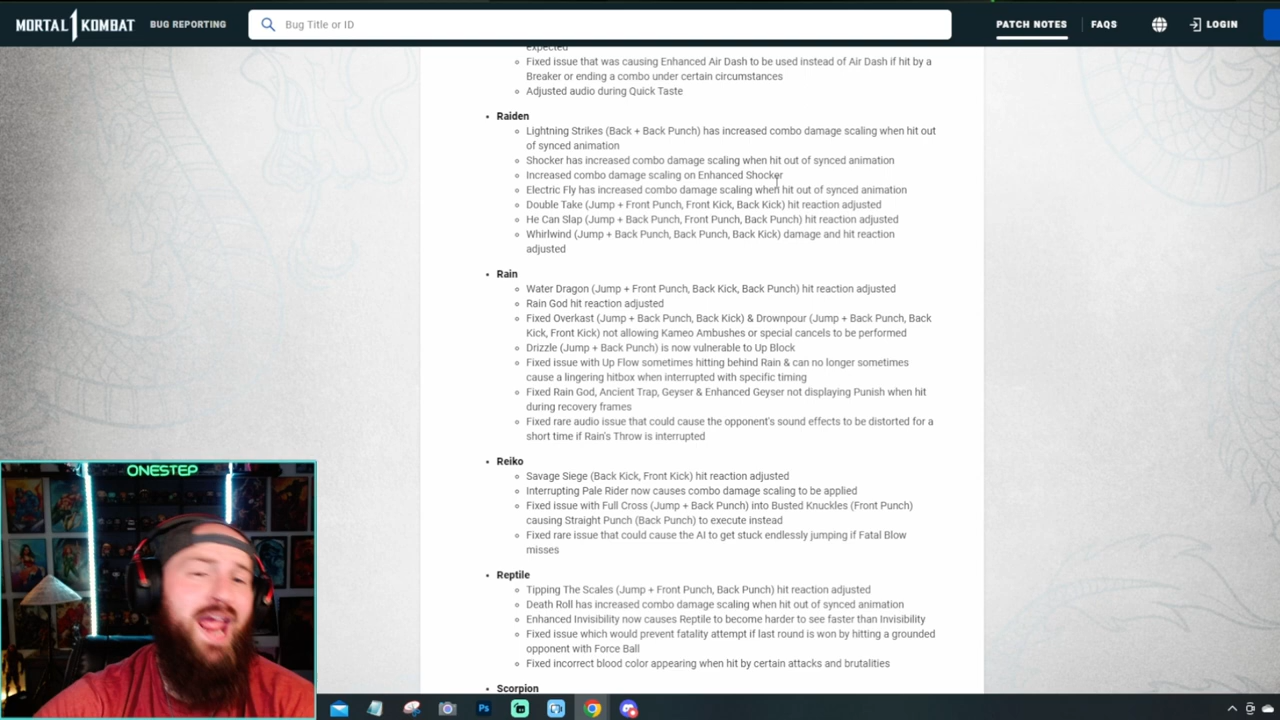 MORTAL 1 KOMBAT BUG REPORTING Bug Title or ID PATCH NOTES FAQS LOGIN
expected
Fixed issue that was causing Enhanced Air Dash to be used instead of Air Dash if hit by a
Breaker or ending a combo under certain circumstances
Adjusted audio during Quick Taste
Raiden
Lightning Strikes (Back + Back Punch) has increased combo damage scaling when hit out
of synced animation
Shocker has increased combo damage scaling when hit out of synced animation
Increased combo damage scaling on Enhanced Shocker
Electric Fly has increased combo damage scaling when hit out of synced animation
Double Take (Jump + Front Punch, Front Kick, Back Kick) hit reaction adjusted
He Can Slap (Jump + Back Punch, Front Punch, Back Punch) hit reaction adjusted
Whirlwind (Jump + Back Punch, Back Punch, Back Kick) damage and hit reaction
adjusted
Rain
Water Dragon (Jump + Front Punch, Back Kick, Back Punch) hit reaction adjusted
Rain God hit reaction adjusted
Fixed Overkast (Jump + Back Punch, Back Kick) & Drownpour (Jump + Back Punch, Back
Kick, Front Kick) not allowing Kameo Ambushes or special cancels to be performed
Drizzle (Jump + Back Punch) is now vulnerable to Up Block
Fixed issue with Up Flow sometimes hitting behind Rain & can no longer sometimes
cause a lingering hitbox when interrupted with specific timing
Fixed Rain God, Ancient Trap, Geyser & Enhanced Geyser not displaying Punish when hit
during recovery frames
Fixed rare audio issue that could cause the opponent's sound effects to be distorted for a
short time if Rain's Throw is interrupted
Reiko
Savage Siege (Back Kick, Front Kick) hit reaction adjusted
Interrupting Pale Rider now causes combo damage scaling to be applied
Fixed issue with Full Cross (Jump + Back Punch) into Busted Knuckles (Front Punch)
causing Straight Punch (Back Punch) to execute instead
Fixed rare issue that could cause the AI to get stuck endlessly jumping if Fatal Blow
misses
Reptile
Tipping The Scales (Jump + Front Punch, Back Punch) hit reaction adjusted
Death Roll has increased combo damage scaling when hit out of synced animation
Enhanced Invisibility now causes Reptile to become harder to see faster than Invisibility
Fixed issue which would prevent fatality attempt if last round is won by hitting a grounded
opponent with Force Ball
Fixed incorrect blood color appearing when hit by certain attacks and brutalities
Scorpion
ONESTEP
Ps